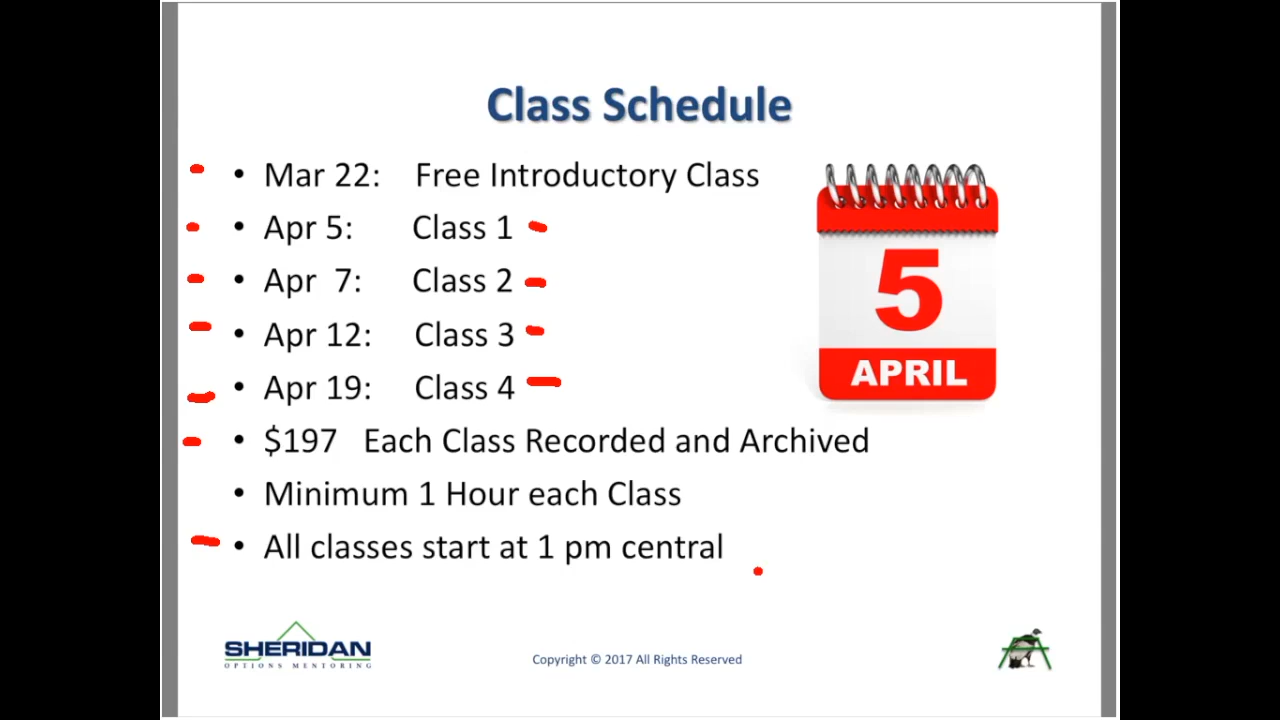 Class Schedule
• Mar 22: Free Introductory Class
• Apr 5: Class 1
• Apr 7: Class 2
• Apr 12: Class 3
• Apr 19: Class 4
• $197 Each Class Recorded and Archived
• Minimum 1 Hour each Class
• All classes start at 1 pm central
5
APRIL
SHERIDAN
OPTIONS MENTORING
Copyright © 2017 All Rights Reserved